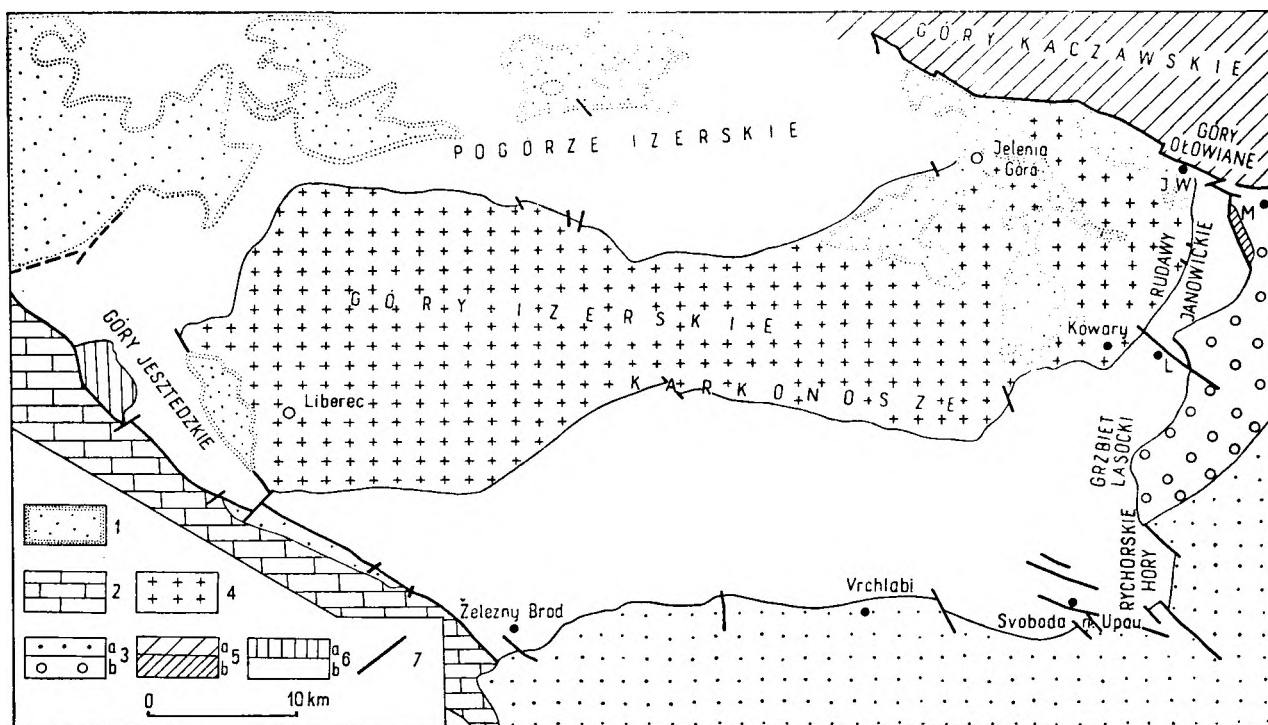 GÓRY KACZAWSKIE
POGÓRZE IZERSKIE
GÓRY
OŁOWIANE
Jelenia
Góra
J.W
M
RUDAWY
JANOWICKIE
GÓRY IZERSKIE
GÓRY JESZTEDZKIE
Kowary
L
KARKONOSZE
Liberec
GRZBIET
LASOCKI
RYCHORSKIE
HORY
1
2
4
Vrchlabi
Železny Brod
Svoboda n. Upou
a
b
3
a
b
5
a
b
6
7
0
10 km